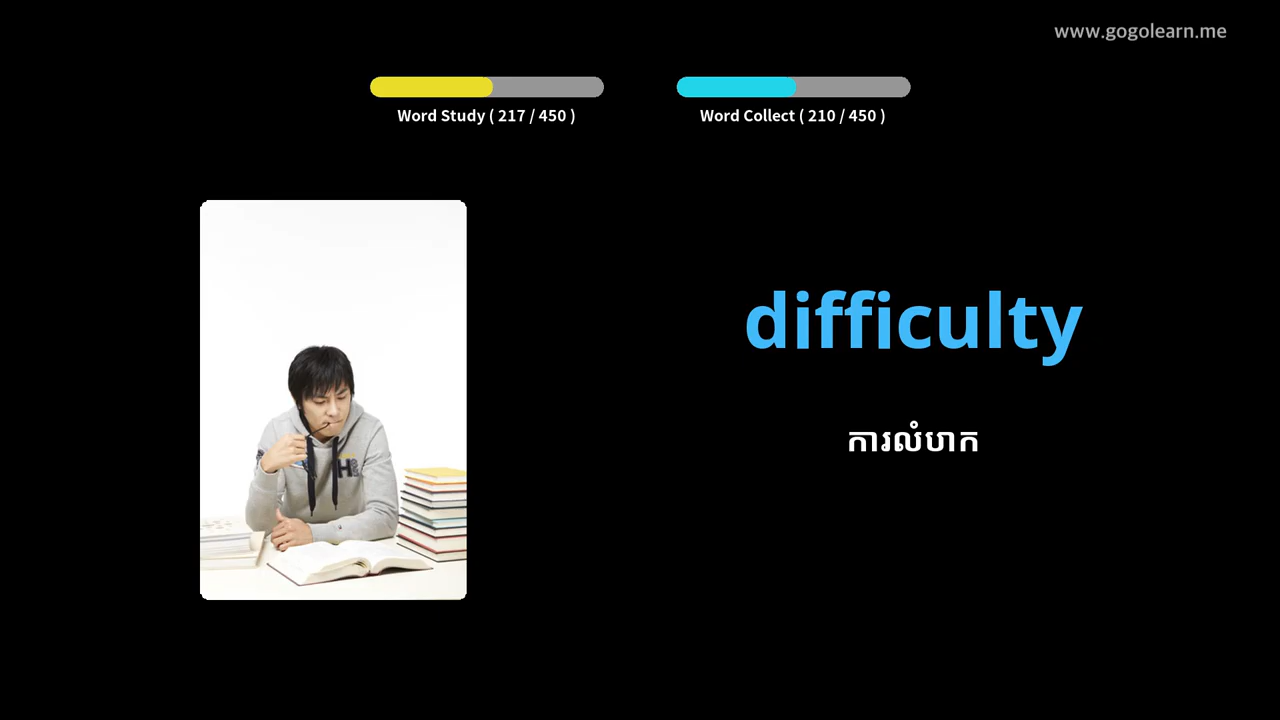 www.gogolearn.me
Word Study ( 217 / 450 )
Word Collect ( 210 / 450 )
difficulty
ការលំបាក
H